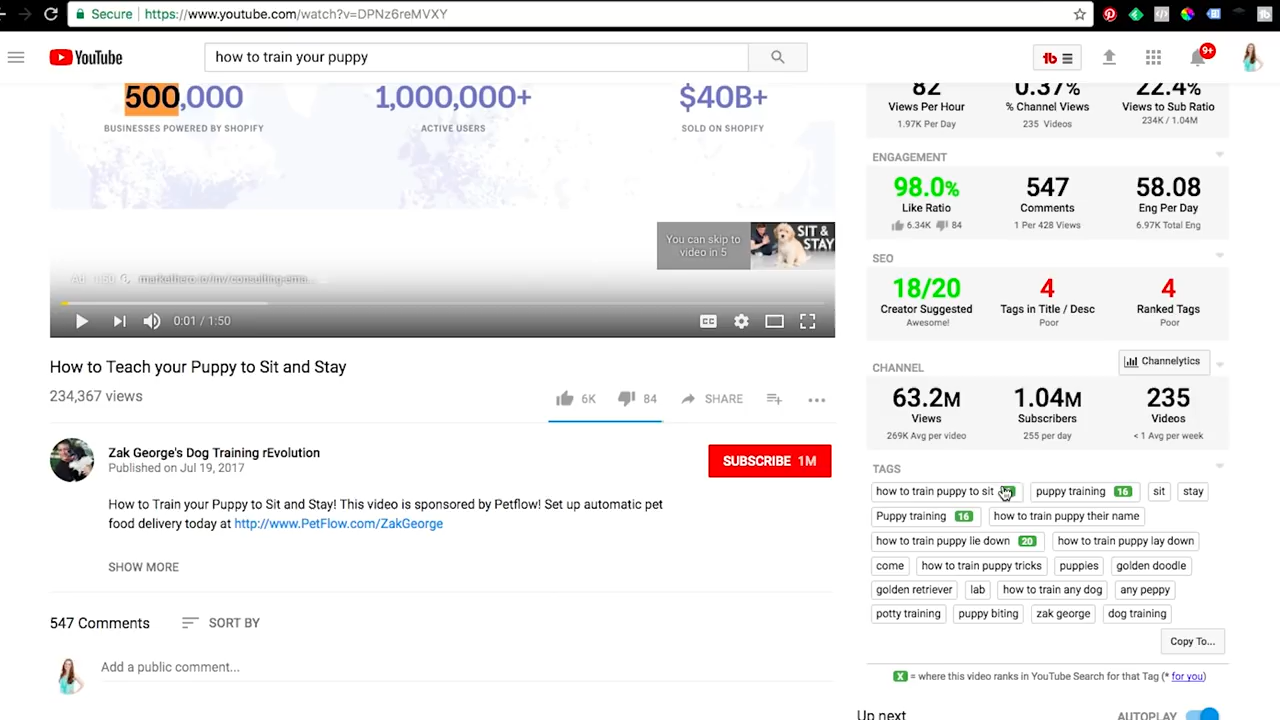 Secure https://www.youtube.com/watch?v=DPNz6reMVXY
YouTube
how to train your puppy
tb
9+
500,000
BUSINESSES POWERED BY SHOPIFY
1,000,000+
ACTIVE USERS
$40B+
SOLD ON SHOPIFY
You can skip to
video in 5
SIT &
STAY
Ad · 1:50 markethero.io/inv/consulting-ema...
0:01 / 1:50
CC
How to Teach your Puppy to Sit and Stay
234,367 views
6K 84 SHARE
Zak George's Dog Training rEvolution
Published on Jul 19, 2017
SUBSCRIBE 1M
How to Train your Puppy to Sit and Stay! This video is sponsored by Petflow! Set up automatic pet
food delivery today at http://www.PetFlow.com/ZakGeorge
SHOW MORE
547 Comments SORT BY
Add a public comment...
82 0.37% 22.4%
Views Per Hour % Channel Views Views to Sub Ratio
1.97K Per Day 235 Videos 234K / 1.04M
ENGAGEMENT
98.0% 547 58.08
Like Ratio Comments Eng Per Day
6.34K 84 1 Per 428 Views 6.97K Total Eng
SEO
18/20 4 4
Creator Suggested Tags in Title / Desc Ranked Tags
Awesome! Poor Poor
CHANNEL Channelytics
63.2M 1.04M 235
Views Subscribers Videos
269K Avg per video 255 per day < 1 Avg per week
TAGS
how to train puppy to sit puppy training 16 sit stay
Puppy training 16 how to train puppy their name
how to train puppy lie down 20 how to train puppy lay down
come how to train puppy tricks puppies golden doodle
golden retriever lab how to train any dog any peppy
potty training puppy biting zak george dog training
Copy To...
X = where this video ranks in YouTube Search for that Tag (* for you)
Up next AUTOPLAY